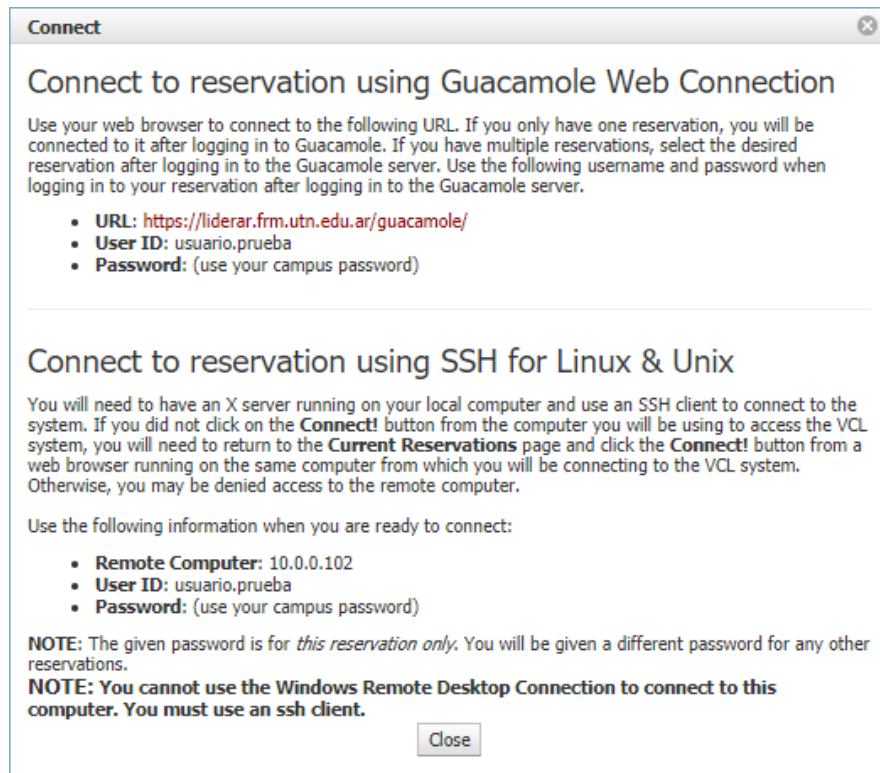 Connect
Connect to reservation using Guacamole Web Connection
Use your web browser to connect to the following URL. If you only have one reservation, you will be
connected to it after logging in to Guacamole. If you have multiple reservations, select the desired
reservation after logging in to the Guacamole server. Use the following username and password when
logging in to your reservation after logging in to the Guacamole server.
• URL: https://liderar.frm.utn.edu.ar/guacamole/
• User ID: usuario.prueba
• Password: (use your campus password)
Connect to reservation using SSH for Linux & Unix
You will need to have an X server running on your local computer and use an SSH client to connect to the
system. If you did not click on the Connect! button from the computer you will be using to access the VCL
system, you will need to return to the Current Reservations page and click the Connect! button from a
web browser running on the same computer from which you will be connecting to the VCL system.
Otherwise, you may be denied access to the remote computer.
Use the following information when you are ready to connect:
• Remote Computer: 10.0.0.102
• User ID: usuario.prueba
• Password: (use your campus password)
NOTE: The given password is for this reservation only. You will be given a different password for any other
reservations.
NOTE: You cannot use the Windows Remote Desktop Connection to connect to this
computer. You must use an ssh client.
Close